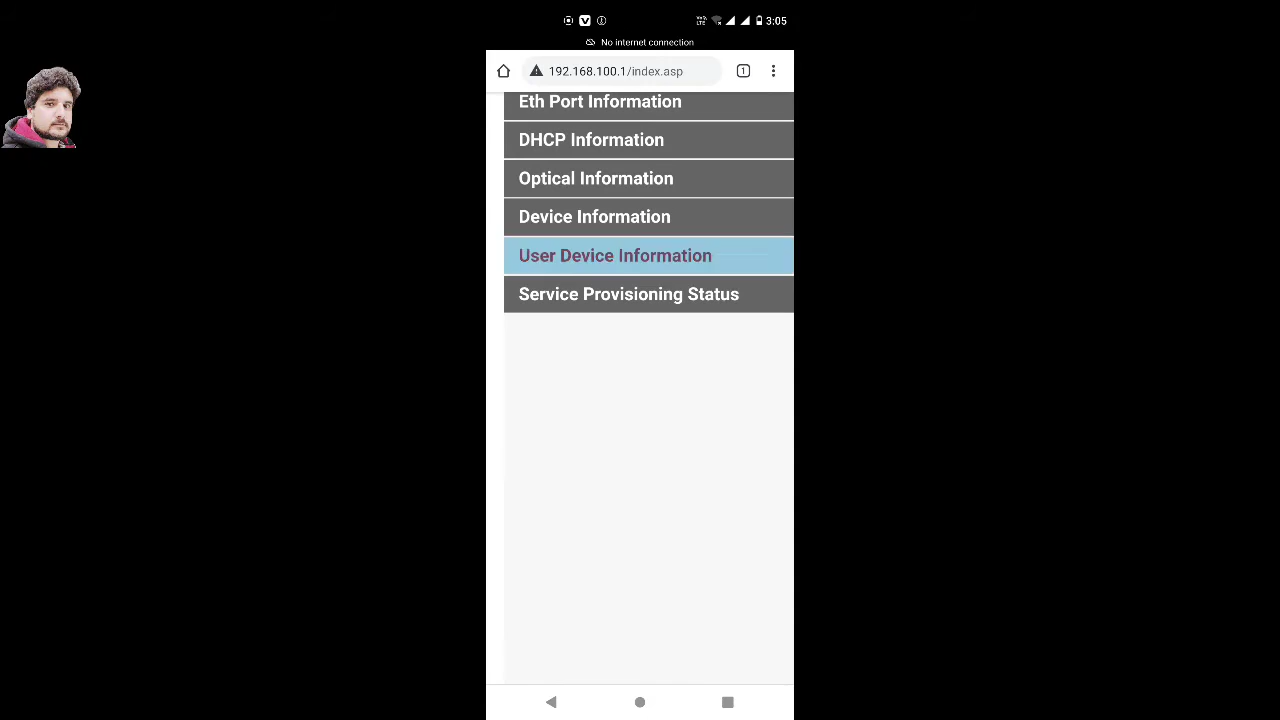 3:05
No internet connection
192.168.100.1/index.asp
1
Eth Port Information
DHCP Information
Optical Information
Device Information
User Device Information
Service Provisioning Status